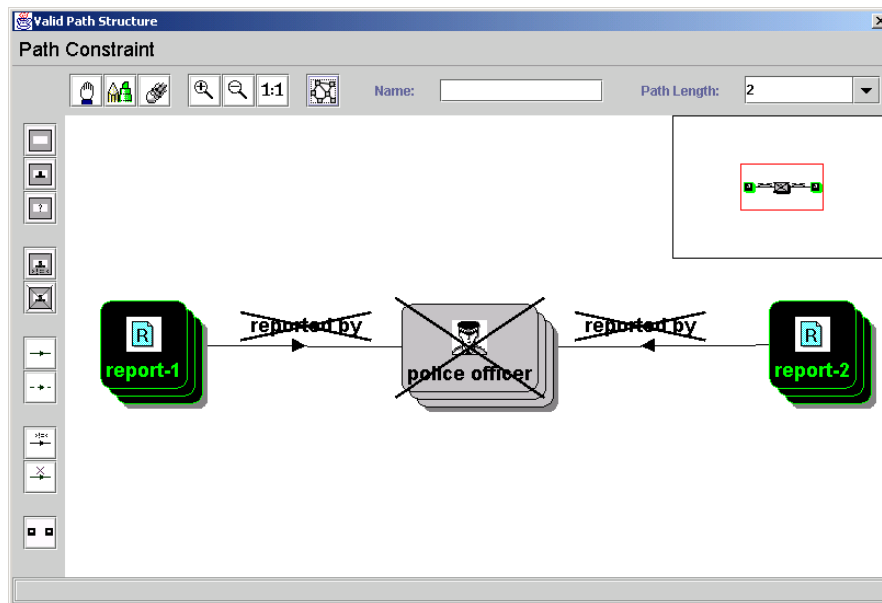 Valid Path Structure
Path Constraint
1:1
Name:
Path Length:
2
?
reported by
reported by
R
report-1
police officer
R
report-2